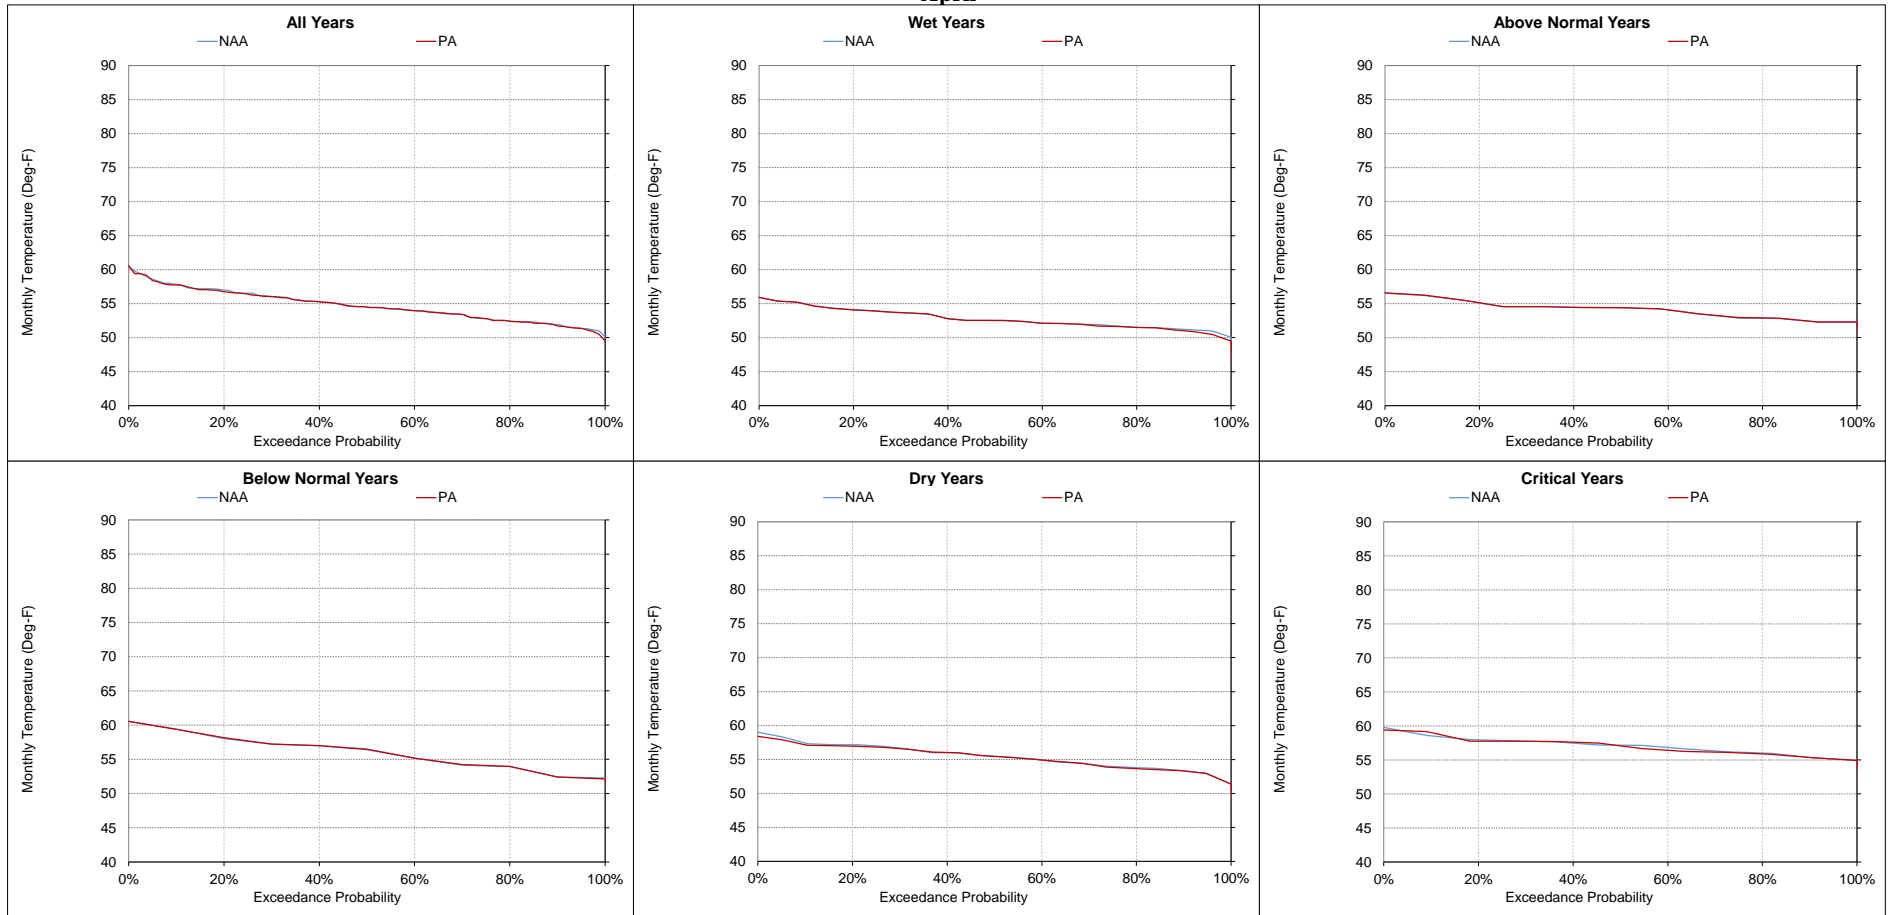 All Years
NAA PA
90
85
80
75
70
65
60
55
50
45
40
Monthly Temperature (Deg-F)
0% 20% 40% 60% 80% 100%
Exceedance Probability
Wet Years
NAA PA
90
85
80
75
70
65
60
55
50
45
40
Monthly Temperature (Deg-F)
0% 20% 40% 60% 80% 100%
Exceedance Probability
Above Normal Years
NAA PA
90
85
80
75
70
65
60
55
50
45
40
Monthly Temperature (Deg-F)
0% 20% 40% 60% 80% 100%
Exceedance Probability
Below Normal Years
NAA PA
90
85
80
75
70
65
60
55
50
45
40
Monthly Temperature (Deg-F)
0% 20% 40% 60% 80% 100%
Exceedance Probability
Dry Years
NAA PA
90
85
80
75
70
65
60
55
50
45
40
Monthly Temperature (Deg-F)
0% 20% 40% 60% 80% 100%
Exceedance Probability
Critical Years
NAA PA
90
85
80
75
70
65
60
55
50
45
40
Monthly Temperature (Deg-F)
0% 20% 40% 60% 80% 100%
Exceedance Probability